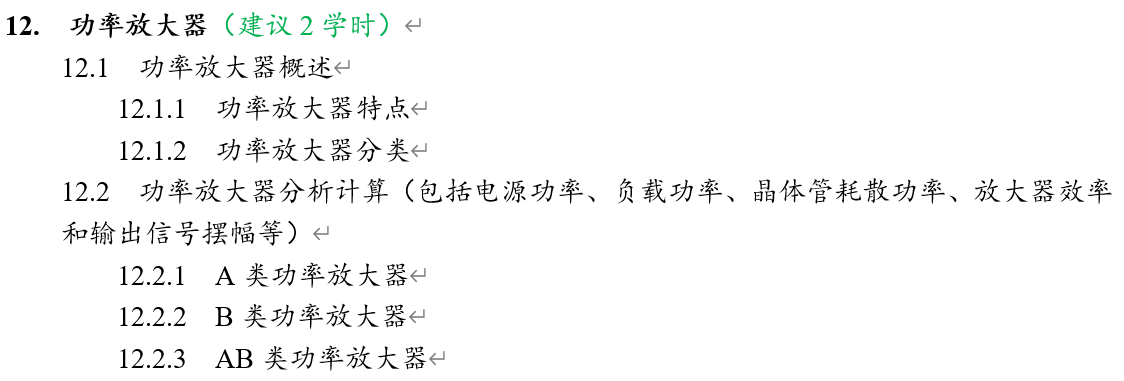 12. 功率放大器（建议 2 学时）
12.1 功率放大器概述
12.1.1 功率放大器特点
12.1.2 功率放大器分类
12.2 功率放大器分析计算（包括电源功率、负载功率、晶体管耗散功率、放大器效率
和输出信号摆幅等）
12.2.1 A 类功率放大器
12.2.2 B 类功率放大器
12.2.3 AB 类功率放大器